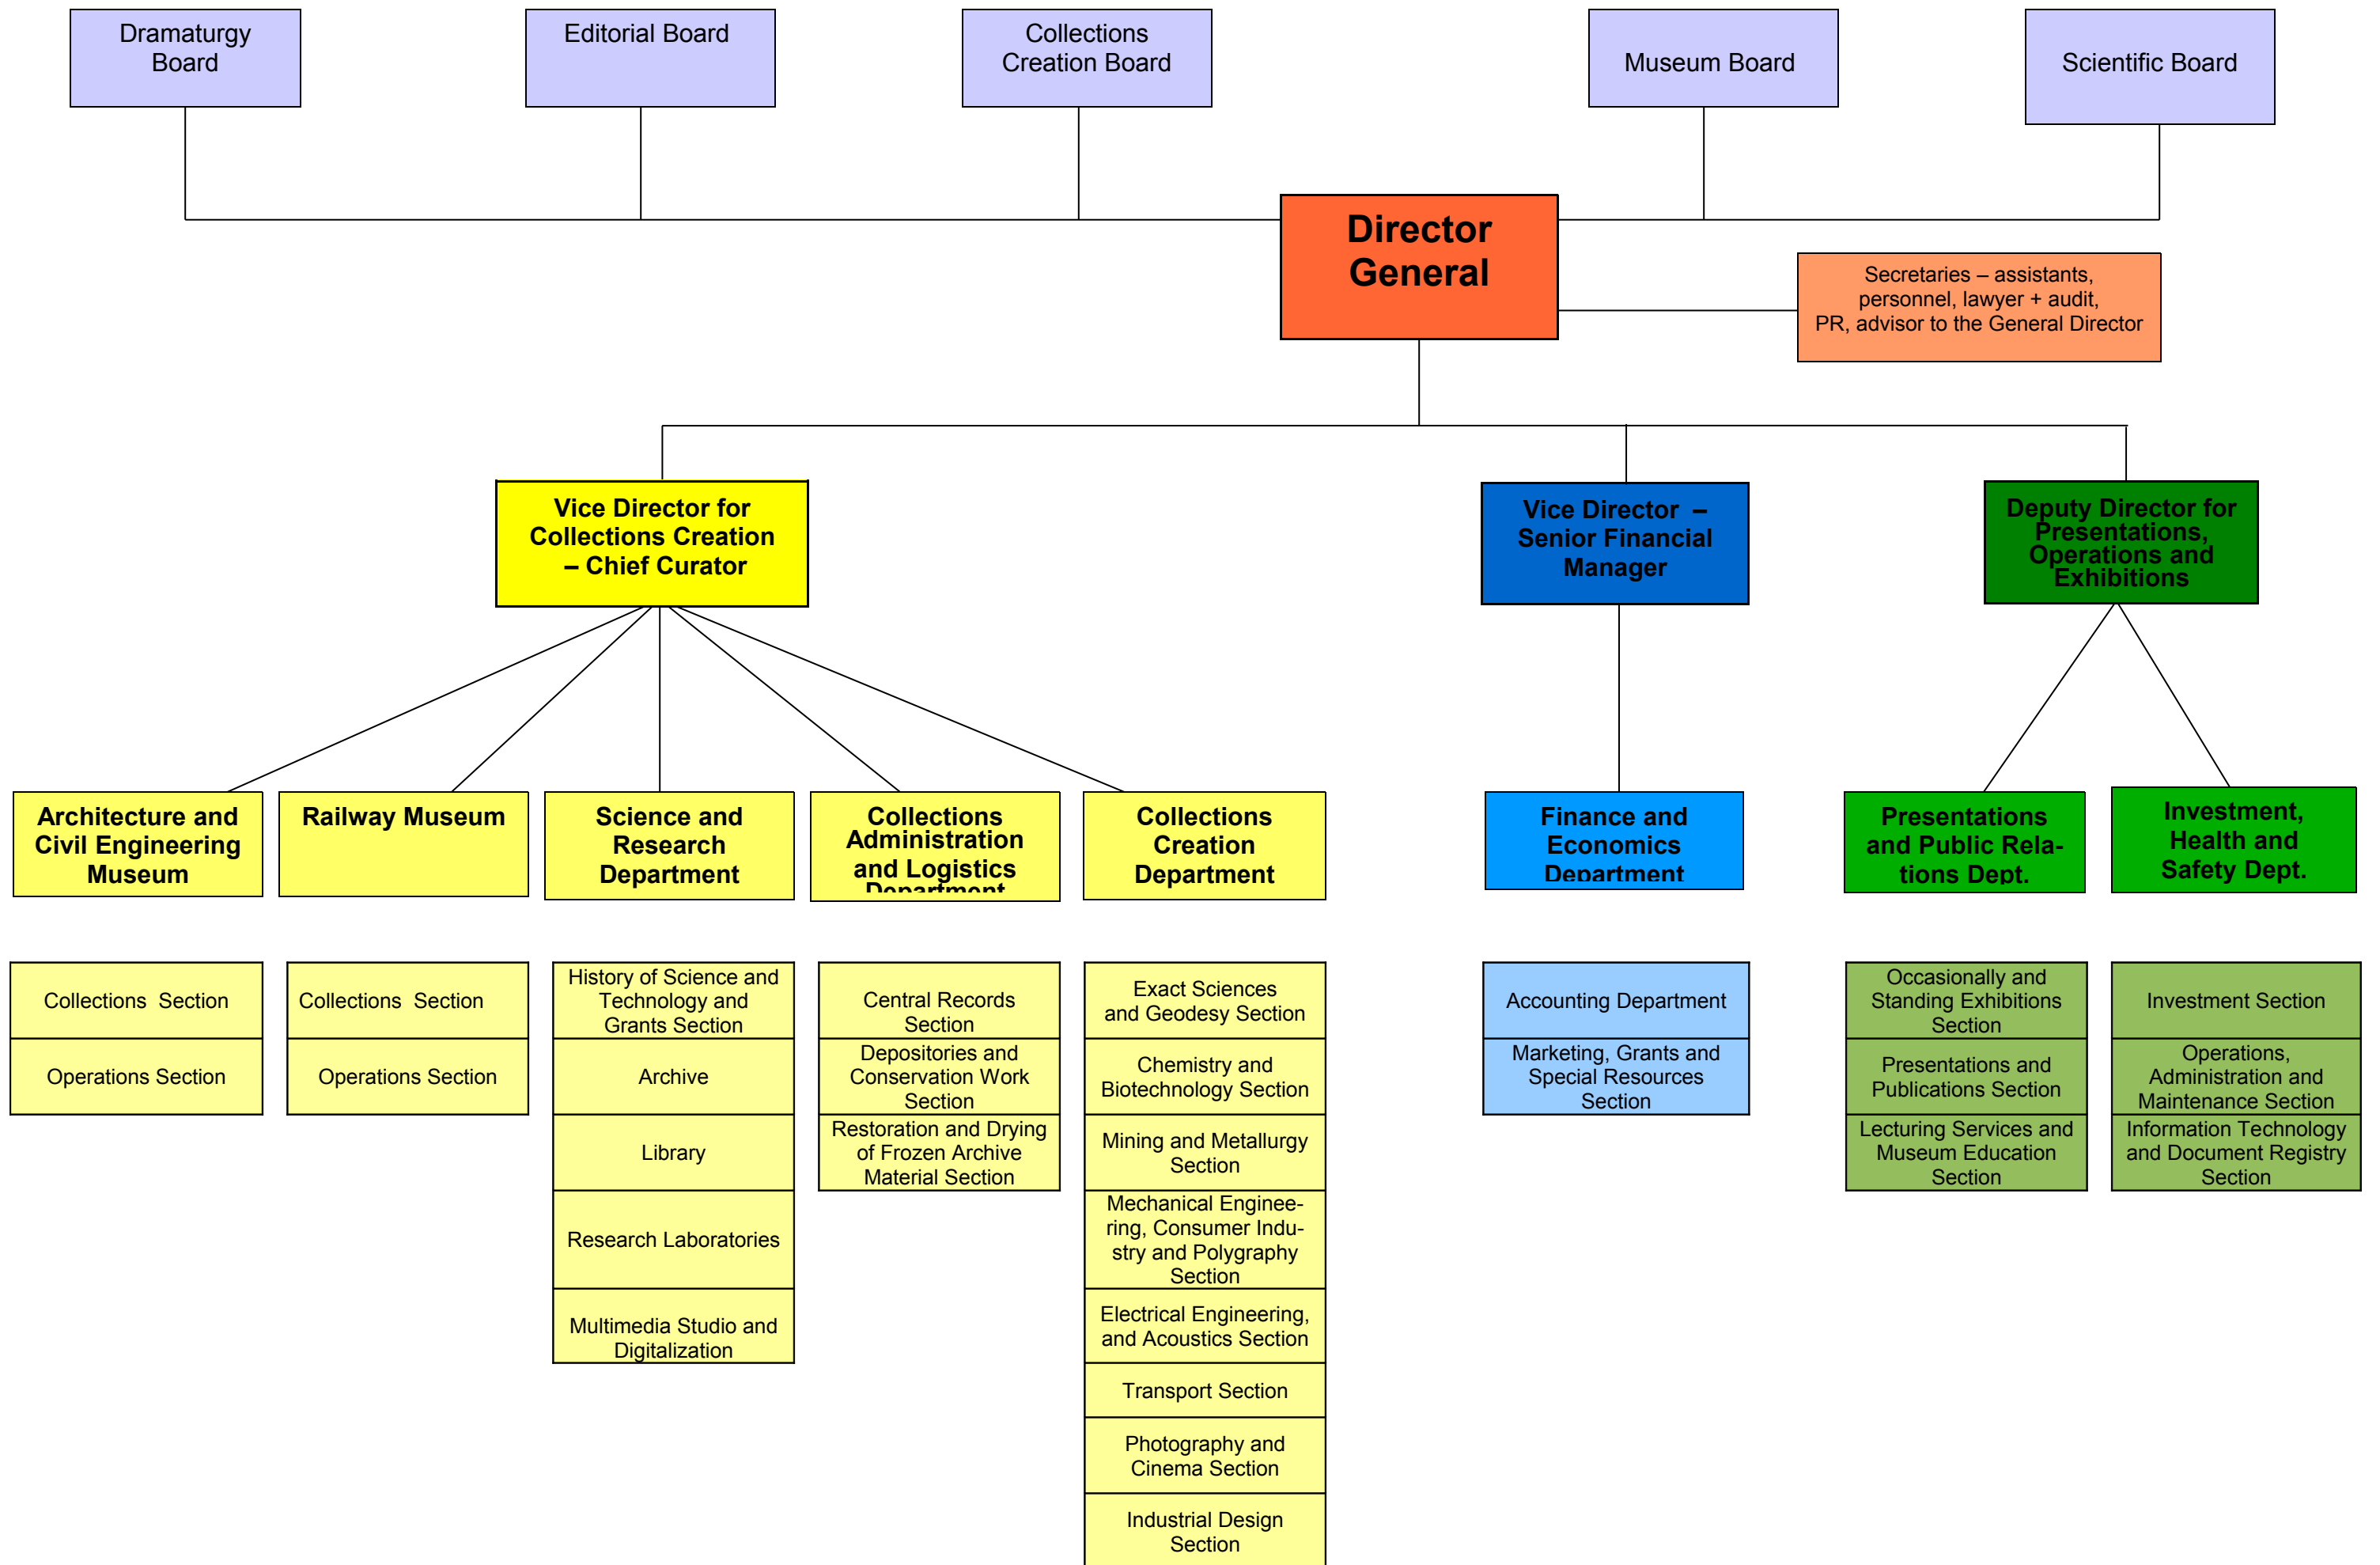 Dramaturgy
Board
Editorial Board
Collections
Creation Board
Museum Board
Scientific Board
Director
General
Secretaries – assistants,
personnel, lawyer + audit,
PR, advisor to the General Director
Vice Director for
Collections Creation
– Chief Curator
Vice Director –
Senior Financial
Manager
Deputy Director for
Presentations,
Operations and
Exhibitions
Architecture and
Civil Engineering
Museum
Railway Museum
Science and
Research
Department
Collections
Administration
and Logistics
Department
Collections
Creation
Department
Finance and
Economics
Department
Presentations
and Public Rela-
tions Dept.
Investment,
Health and
Safety Dept.
Collections Section
Operations Section
Collections Section
Operations Section
History of Science and
Technology and
Grants Section
Archive
Library
Research Laboratories
Multimedia Studio and
Digitalization
Central Records
Section
Depositories and
Conservation Work
Section
Restoration and Drying
of Frozen Archive
Material Section
Exact Sciences
and Geodesy Section
Chemistry and
Biotechnology Section
Mining and Metallurgy
Section
Mechanical Enginee-
ring, Consumer Indu-
stry and Polygraphy
Section
Electrical Engineering,
and Acoustics Section
Transport Section
Photography and
Cinema Section
Industrial Design
Section
Accounting Department
Marketing, Grants and
Special Resources
Section
Occasionally and
Standing Exhibitions
Section
Presentations and
Publications Section
Lecturing Services and
Museum Education
Section
Investment Section
Operations,
Administration and
Maintenance Section
Information Technology
and Document Registry
Section